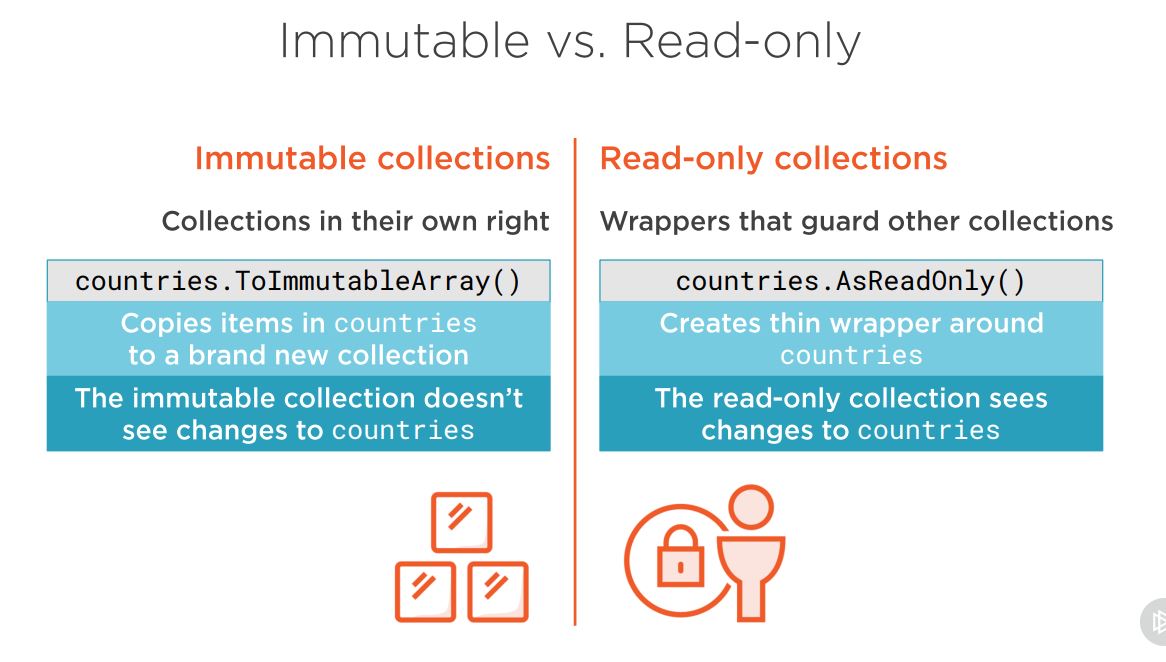 Immutable vs. Read-only
Immutable collections
Collections in their own right
countries.ToImmutableArray()
Copies items in countries
to a brand new collection
The immutable collection doesn't
see changes to countries
Read-only collections
Wrappers that guard other collections
countries.AsReadOnly()
Creates thin wrapper around
countries
The read-only collection sees
changes to countries